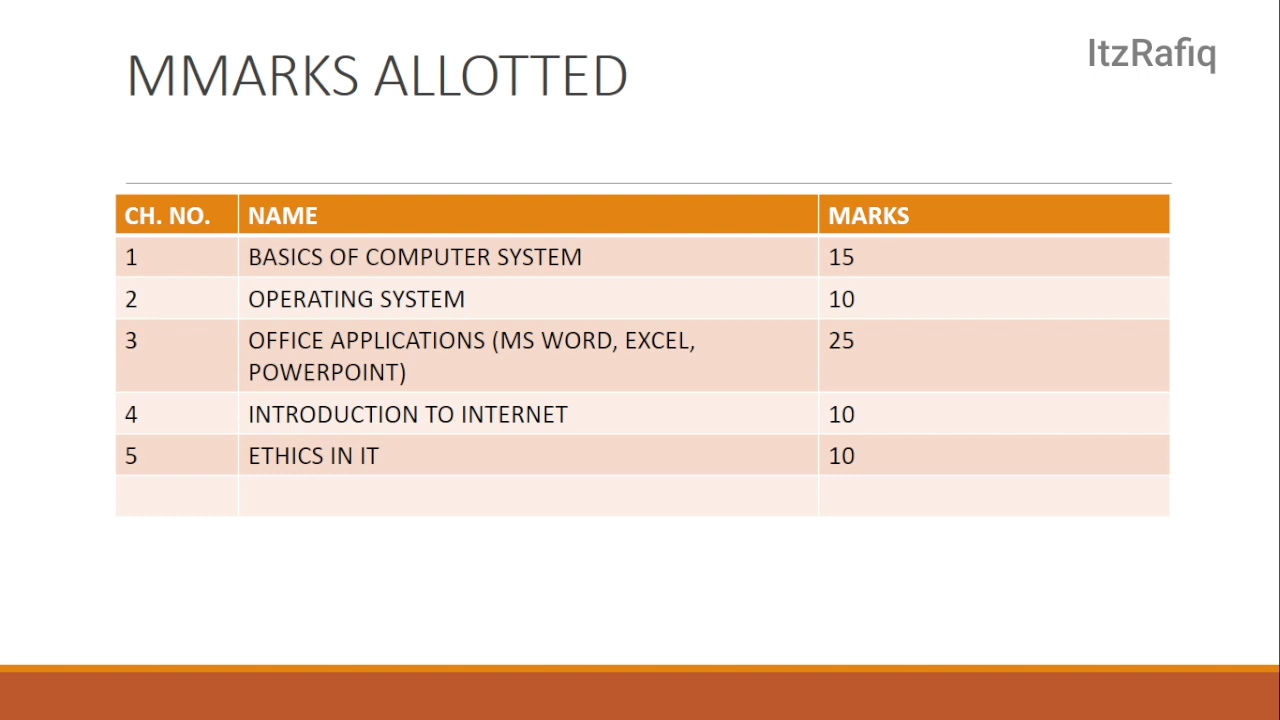 MMARKS ALLOTTED
ItzRafiq
CH. NO. NAME MARKS
1 BASICS OF COMPUTER SYSTEM 15
2 OPERATING SYSTEM 10
3 OFFICE APPLICATIONS (MS WORD, EXCEL, 25
POWERPOINT)
4 INTRODUCTION TO INTERNET 10
5 ETHICS IN IT 10